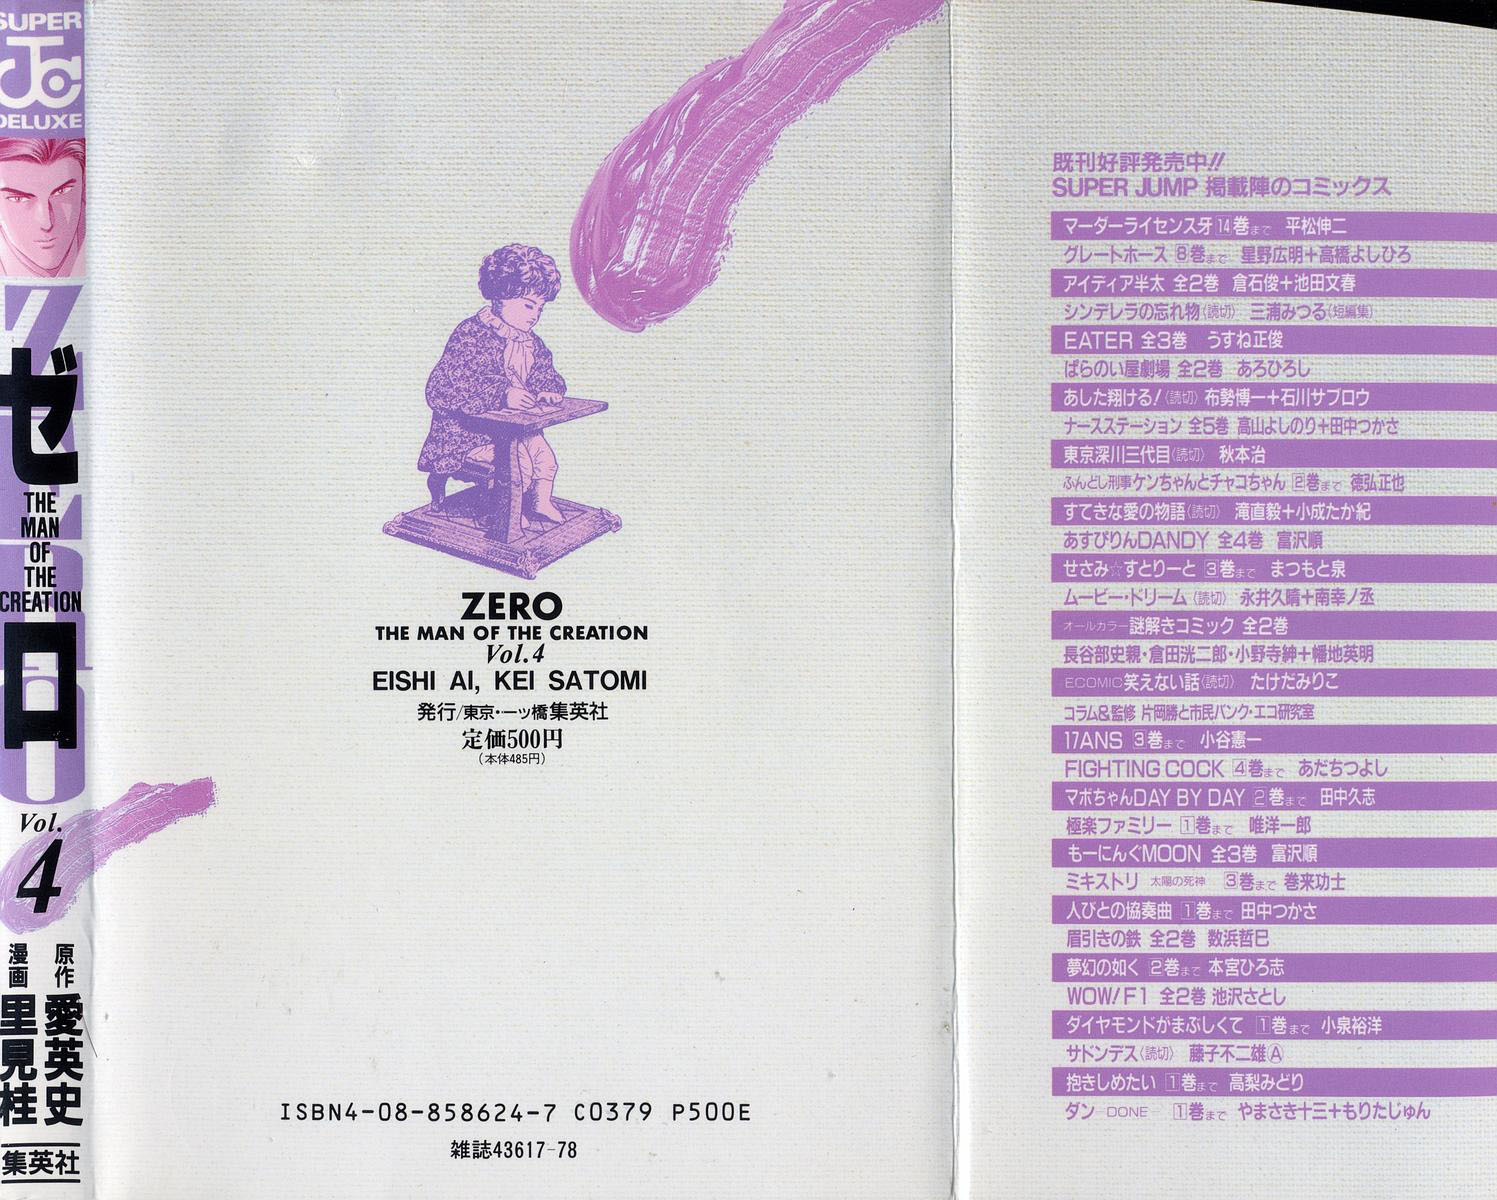 SUPER
JC
DELUXE
ZERO
ゼロ
THE
MAN
OF
THE
CREATION
Vol.
4
原作 愛英史
漫画 里見桂
集英社
ZERO
THE MAN OF THE CREATION
Vol.4
EISHI AI, KEI SATOMI
発行/東京・一ッ橋集英社
定価500円
(本体485円)
ISBN4-08-858624-7 C0379 P500E
雑誌43617-78
既刊好評発売中!!
SUPER JUMP 掲載陣のコミックス
マーダーライセンス牙 14巻まで 平松伸二
グレートホース 8巻まで 星野広明+高橋よしひろ
アイディア半太 全2巻 倉石俊+池田文春
シンデレラの忘れ物〈読切〉 三浦みつる〈短編集〉
EATER 全3巻 うすね正俊
ぱらのい屋劇場 全2巻 あろひろし
あした翔ける!〈読切〉 布勢博一+石川サブロウ
ナースステーション 全5巻 高山よしのり+田中つかさ
東京深川三代目〈読切〉 秋本治
ふんどし刑事ケンちゃんとチャコちゃん 2巻まで 徳弘正也
すてきな愛の物語〈読切〉 滝直毅+小成たか紀
あすぴりんDANDY 全4巻 富沢順
せさみ☆すとりーと 3巻まで まつもと泉
ムービー・ドリーム〈読切〉 永井久晴+南幸ノ丞
オールカラー謎解きコミック 全2巻
長谷部史親・倉田洸二郎・小野寺紳+幡地英明
ECOMIC笑えない話〈読切〉 たけだみりこ
コラム&監修 片岡勝と市民バンク・エコ研究室
17ANS 3巻まで 小谷憲一
FIGHTING COCK 4巻まで あだちつよし
マボちゃんDAY BY DAY 2巻まで 田中久志
極楽ファミリー 1巻まで 唯洋一郎
もーにんぐMOON 全3巻 富沢順
ミキストリ 太陽の死神 3巻まで 巻来功士
人びとの協奏曲 1巻まで 田中つかさ
眉引きの鉄 全2巻 数浜哲巳
夢幻の如く 2巻まで 本宮ひろ志
WOW!F1 全2巻 池沢さとし
ダイヤモンドがまぶしくて 1巻まで 小泉裕洋
サドンデス〈読切〉 藤子不二雄Ⓐ
抱きしめたい 1巻まで 高梨みどり
ダン—DONE— 1巻まで やまさき十三+もりたじゅん